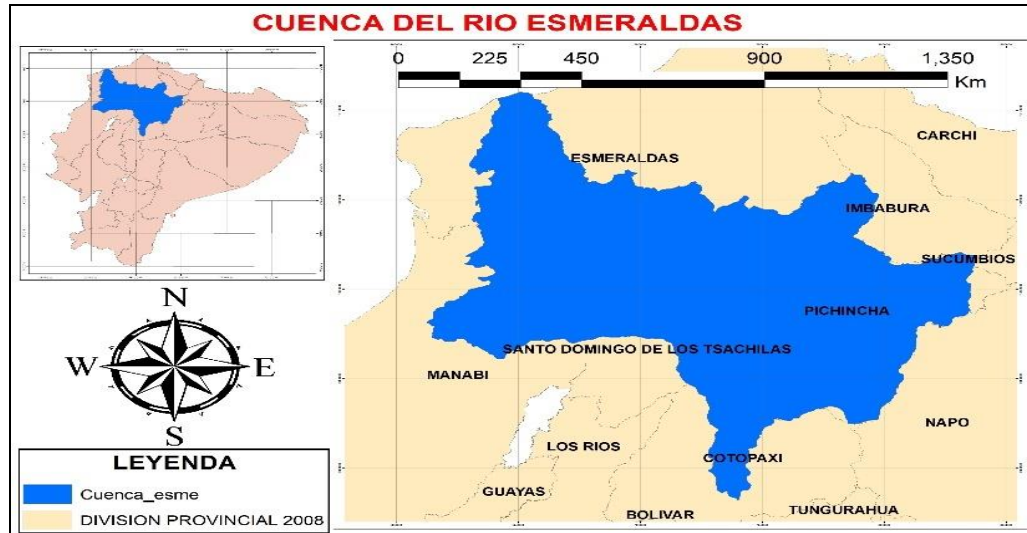 CUENCA DEL RIO ESMERALDAS
0 225 450 900 1,350
Km
CARCHI
ESMERALDAS
IMBABURA
SUCUMBIOS
PICHINCHA
SANTO DOMINGO DE LOS TSACHILAS
MANABI
NAPO
LOS RIOS
COTOPAXI
GUAYAS
BOLIVAR
TUNGURAHUA
N
W E
S
LEYENDA
Cuenca_esme
DIVISION PROVINCIAL 2008